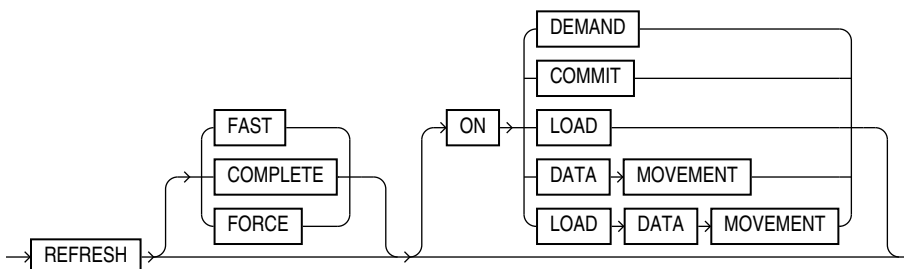 DEMAND
COMMIT
FAST ON LOAD
COMPLETE DATA MOVEMENT
FORCE LOAD DATA MOVEMENT
REFRESH